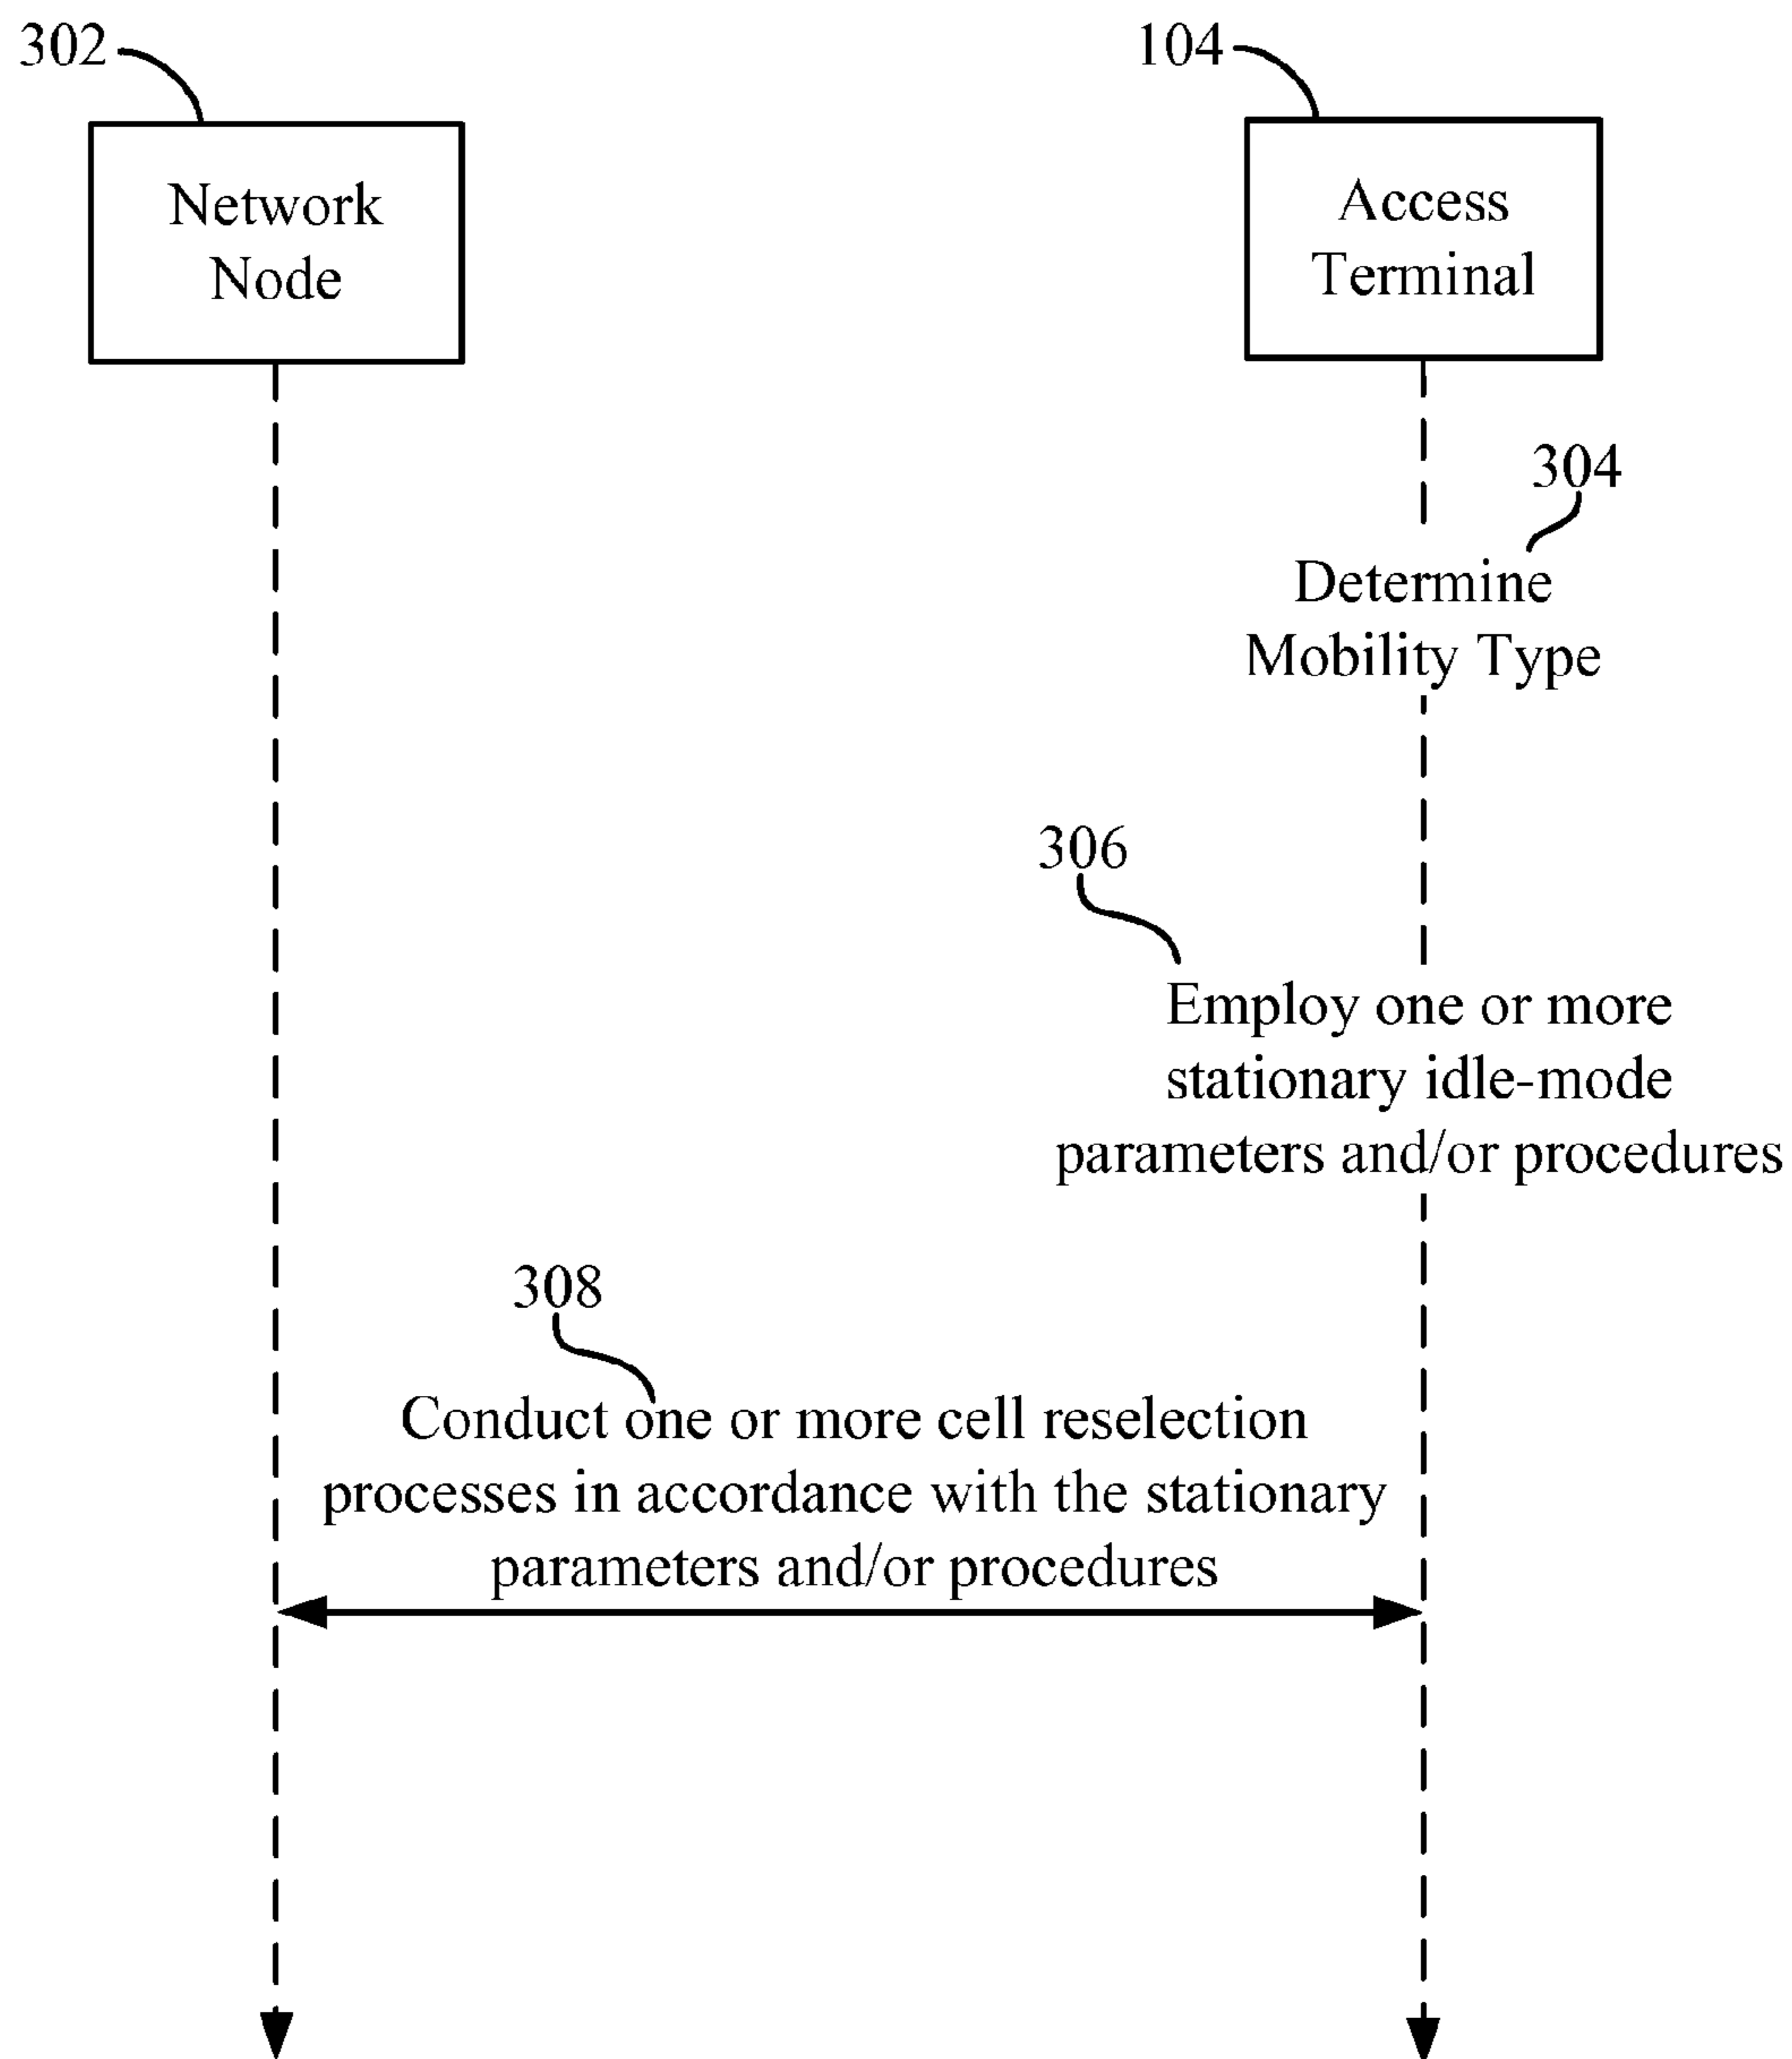 302
104
Network
Node
Access
Terminal
304
Determine
Mobility Type
306
Employ one or more
stationary idle-mode
parameters and/or procedures
308
Conduct one or more cell reselection
processes in accordance with the stationary
parameters and/or procedures